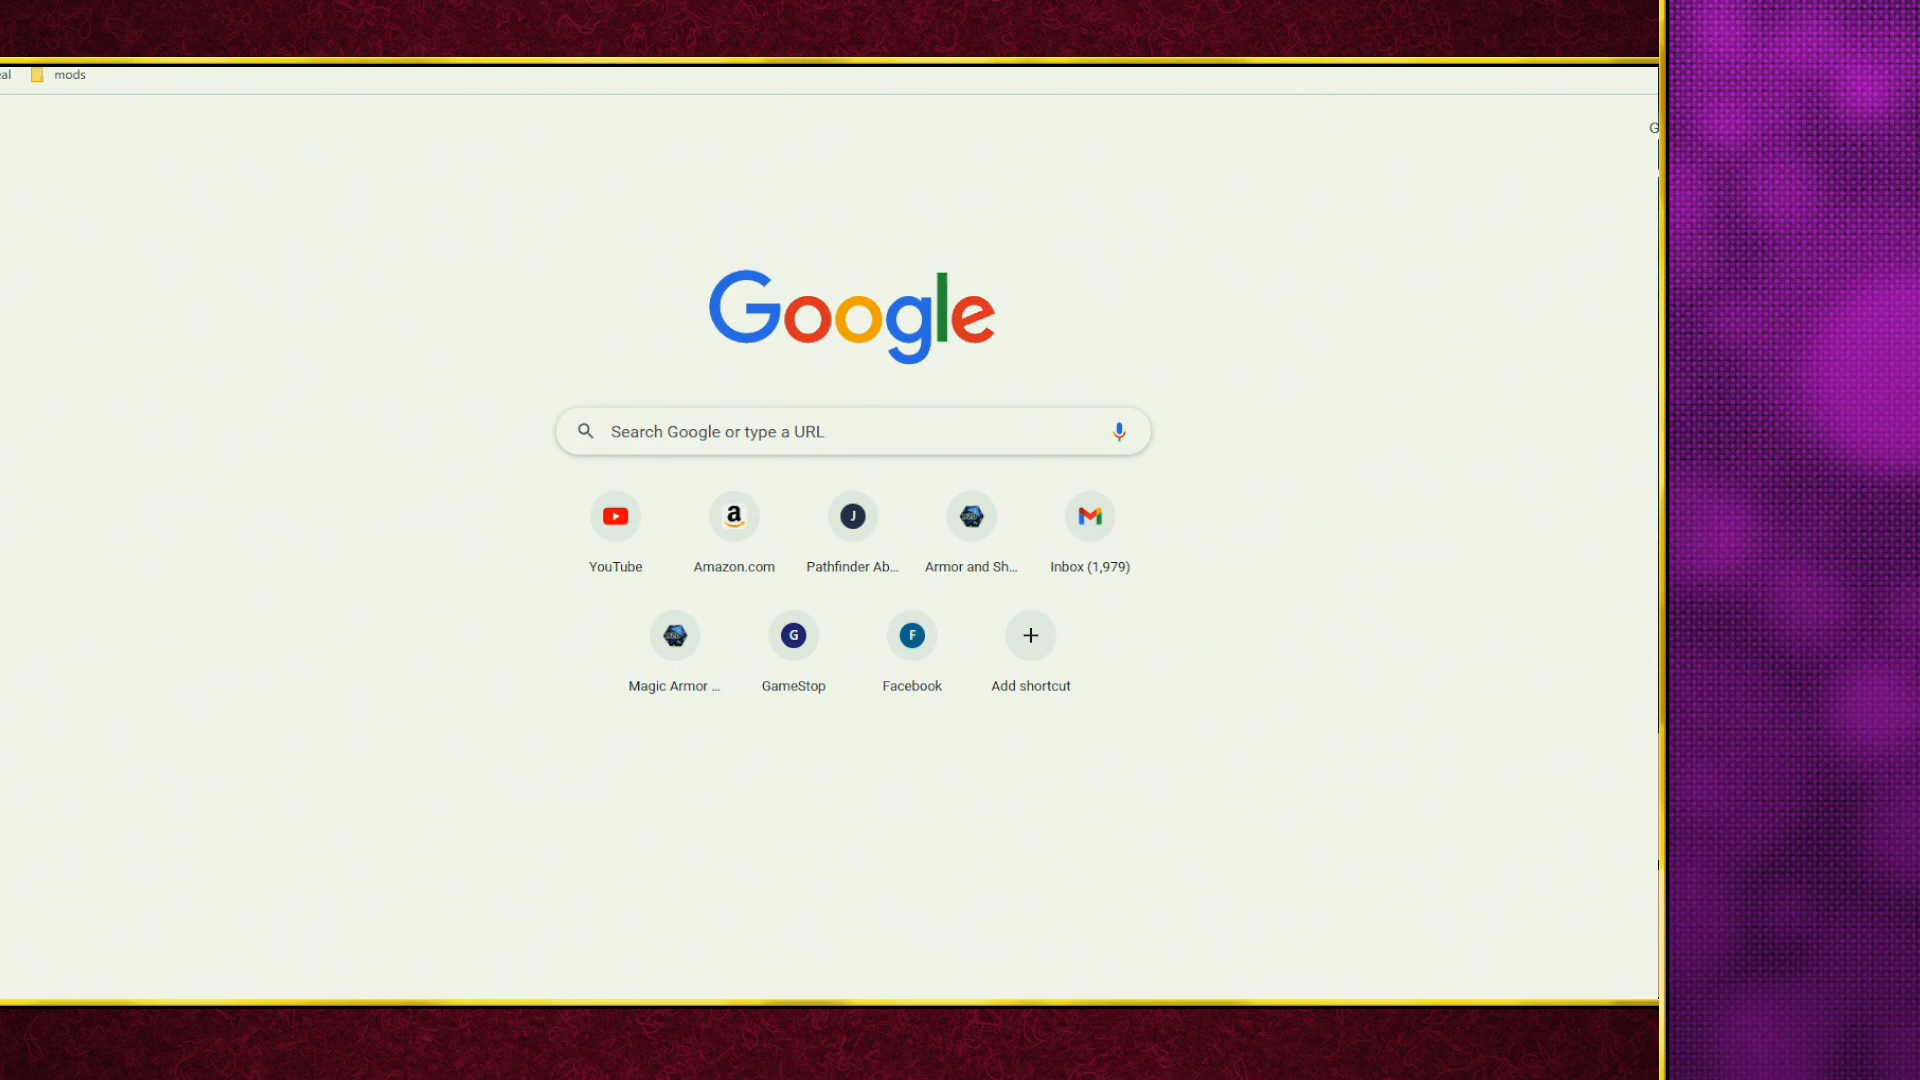 mods
Google
Search Google or type a URL
YouTube
Amazon.com
J
Pathfinder Ab...
Armor and Sh...
Inbox (1,979)
Magic Armor ...
G
GameStop
F
Facebook
Add shortcut